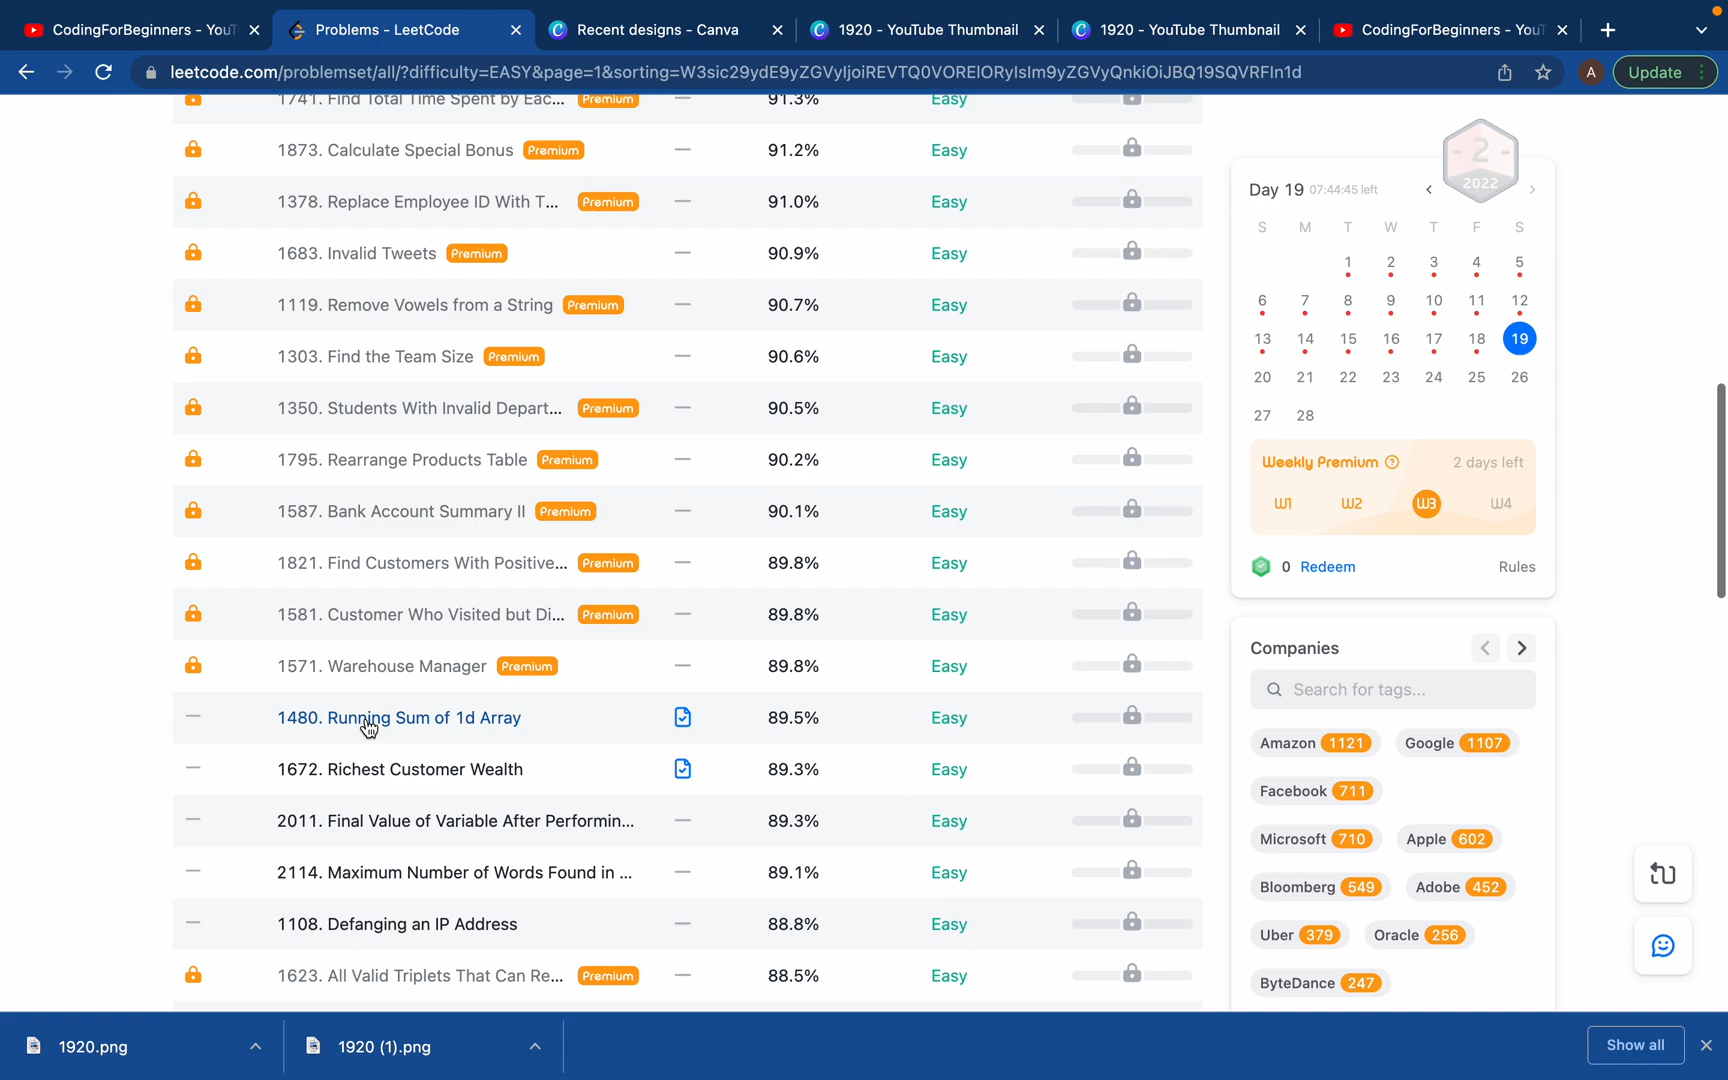 CodingForBeginners - YouT
Problems - LeetCode
Recent designs - Canva
1920 - YouTube Thumbnail
1920 - YouTube Thumbnail
CodingForBeginners - YouT
leetcode.com/problemset/all/?difficulty=EASY&page=1&sorting=W3sic29ydE9yZGVyIjoiREVTQ0VORElORyIsIm9yZGVyQnkiOiJBQ19SQVRFIn1d
A
Update
1741. Find Total Time Spent by Eac... Premium — 91.3% Easy
1873. Calculate Special Bonus Premium — 91.2% Easy
1378. Replace Employee ID With T... Premium — 91.0% Easy
1683. Invalid Tweets Premium — 90.9% Easy
1119. Remove Vowels from a String Premium — 90.7% Easy
1303. Find the Team Size Premium — 90.6% Easy
1350. Students With Invalid Depart... Premium — 90.5% Easy
1795. Rearrange Products Table Premium — 90.2% Easy
1587. Bank Account Summary II Premium — 90.1% Easy
1821. Find Customers With Positive... Premium — 89.8% Easy
1581. Customer Who Visited but Di... Premium — 89.8% Easy
1571. Warehouse Manager Premium — 89.8% Easy
— 1480. Running Sum of 1d Array 89.5% Easy
— 1672. Richest Customer Wealth 89.3% Easy
— 2011. Final Value of Variable After Performin... — 89.3% Easy
— 2114. Maximum Number of Words Found in ... — 89.1% Easy
— 1108. Defanging an IP Address — 88.8% Easy
1623. All Valid Triplets That Can Re... Premium — 88.5% Easy
2
2022
Day 19 07:44:45 left
S M T W T F S
1 2 3 4 5
6 7 8 9 10 11 12
13 14 15 16 17 18 19
20 21 22 23 24 25 26
27 28
Weekly Premium ? 2 days left
W1 W2 W3 W4
0 Redeem Rules
Companies
Search for tags...
Amazon 1121 Google 1107
Facebook 711
Microsoft 710 Apple 602
Bloomberg 549 Adobe 452
Uber 379 Oracle 256
ByteDance 247
1920.png
1920 (1).png
Show all